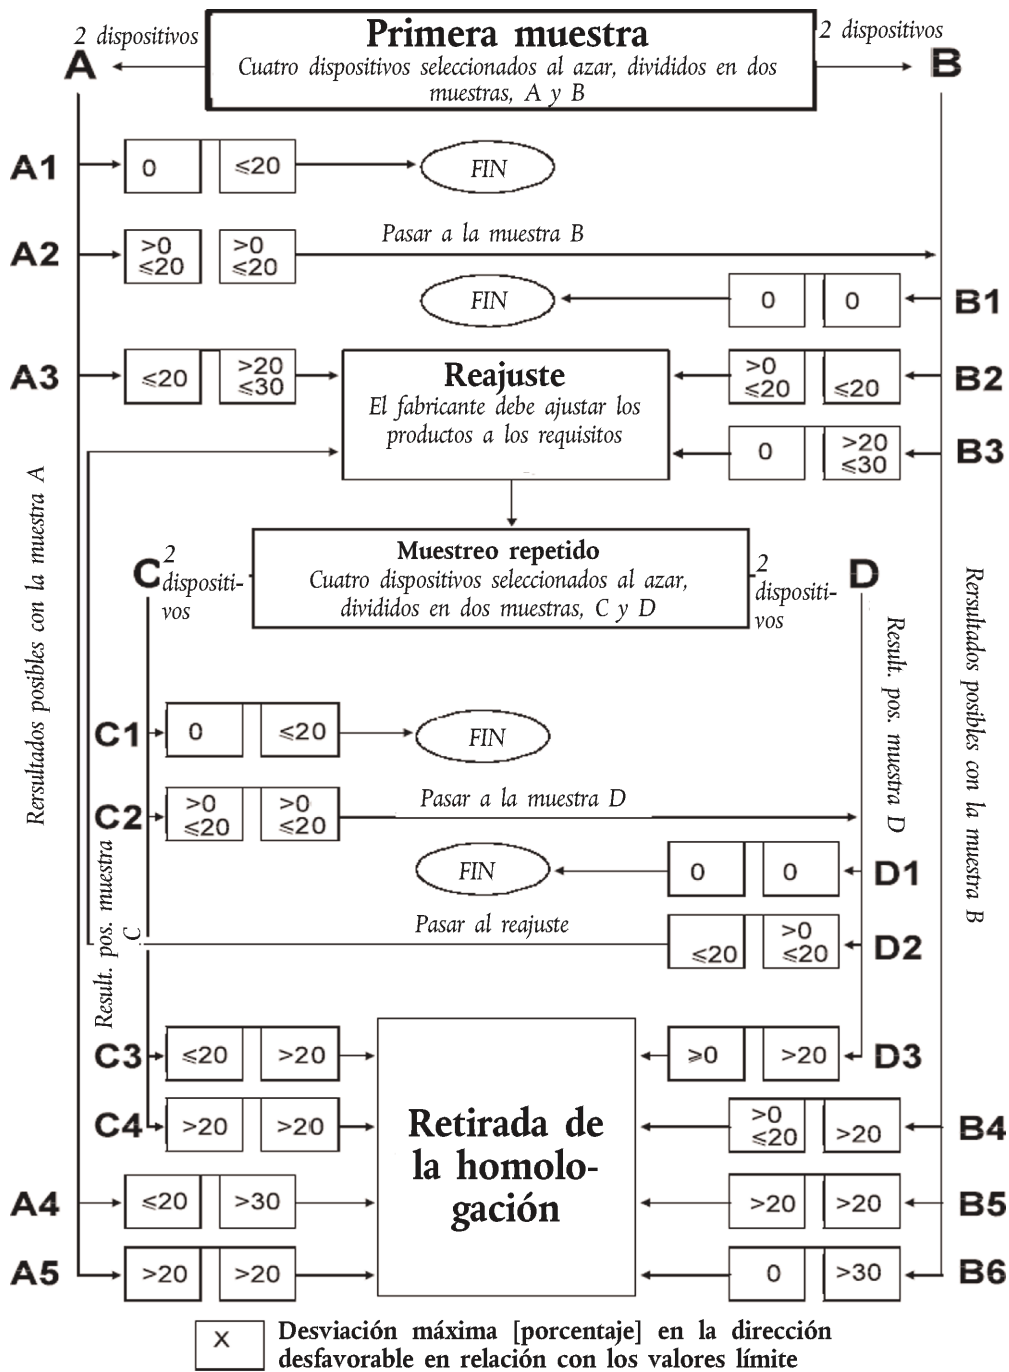 2 dispositivos
Primera muestra
2 dispositivos
A
Cuatro dispositivos seleccionados al azar, divididos en dos
muestras, A y B
B
A1
0
≤20
FIN
A2
>0
≤20
>0
≤20
Pasar a la muestra B
FIN
0
0
B1
A3
≤20
>20
≤30
Reajuste
El fabricante debe ajustar los
productos a los requisitos
>0
≤20
≤20
B2
0
>20
≤30
B3
Rersultados posibles con la muestra A
C
2
dispositi-
vos
Muestreo repetido
Cuatro dispositivos seleccionados al azar,
divididos en dos muestras, C y D
2
dispositi-
vos
D
Result. pos. muestra D
Rersultados posibles con la muestra B
C1
0
≤20
FIN
C2
>0
≤20
>0
≤20
Pasar a la muestra D
FIN
0
0
D1
Result. pos. muestra
C
Pasar al reajuste
≤20
>0
≤20
D2
C3
≤20
>20
Retirada de
la homolo-
gación
≥0
>20
D3
C4
>20
>20
>0
≤20
>20
B4
A4
≤20
>30
>20
>20
B5
A5
>20
>20
0
>30
B6
X
Desviación máxima [porcentaje] en la dirección
desfavorable en relación con los valores límite